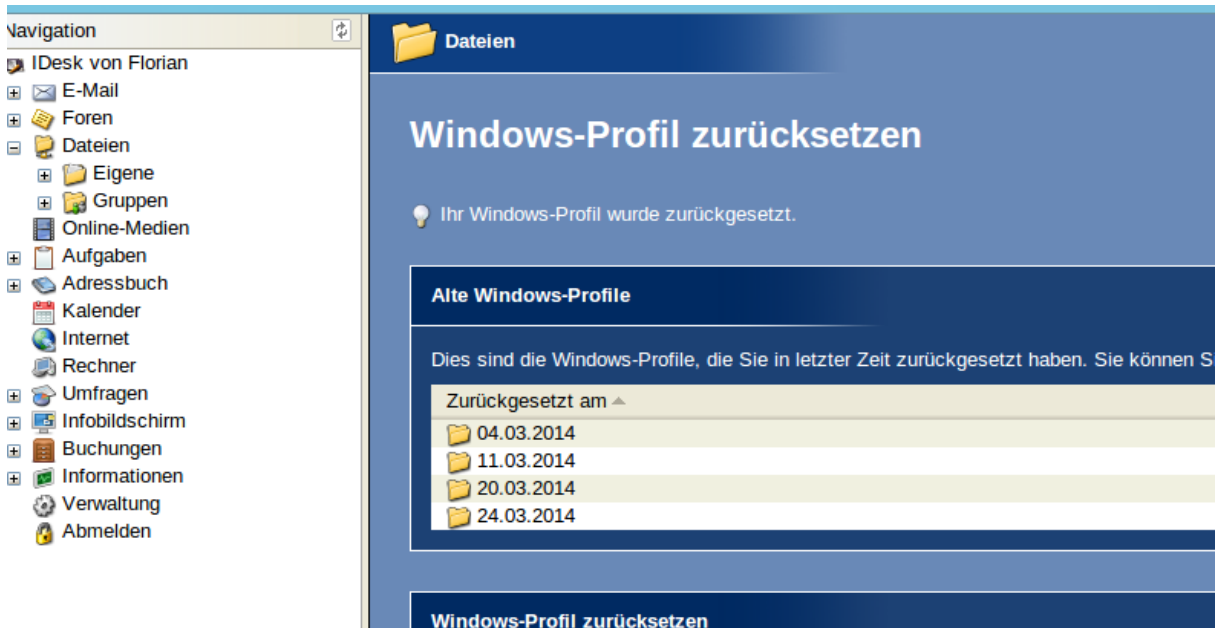 Navigation
IDesk von Florian
E-Mail
Foren
Dateien
Eigene
Gruppen
Online-Medien
Aufgaben
Adressbuch
Kalender
Internet
Rechner
Umfragen
Infobildschirm
Buchungen
Informationen
Verwaltung
Abmelden
Dateien
Windows-Profil zurücksetzen
Ihr Windows-Profil wurde zurückgesetzt.
Alte Windows-Profile
Dies sind die Windows-Profile, die Sie in letzter Zeit zurückgesetzt haben. Sie können
Zurückgesetzt am
04.03.2014
11.03.2014
20.03.2014
24.03.2014
Windows-Profil zurücksetzen